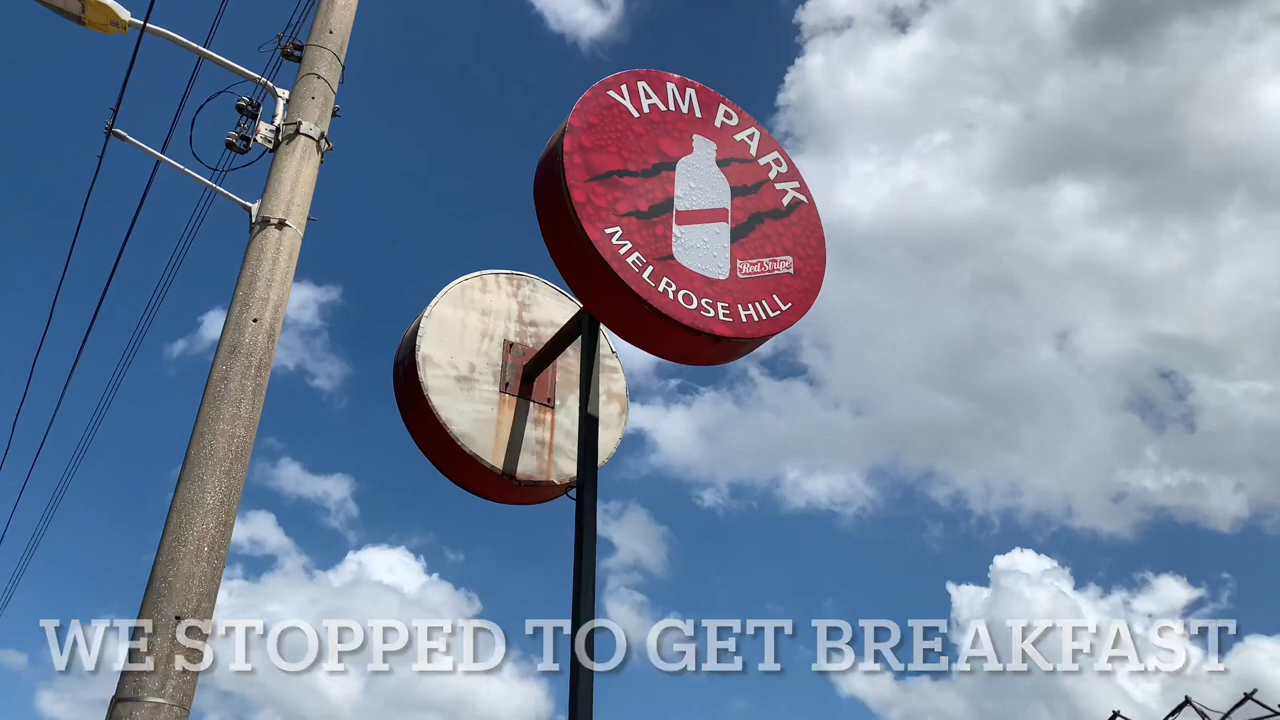 YAM PARK
Red Stripe
MELROSE HILL
WE STOPPED TO GET BREAKFAST